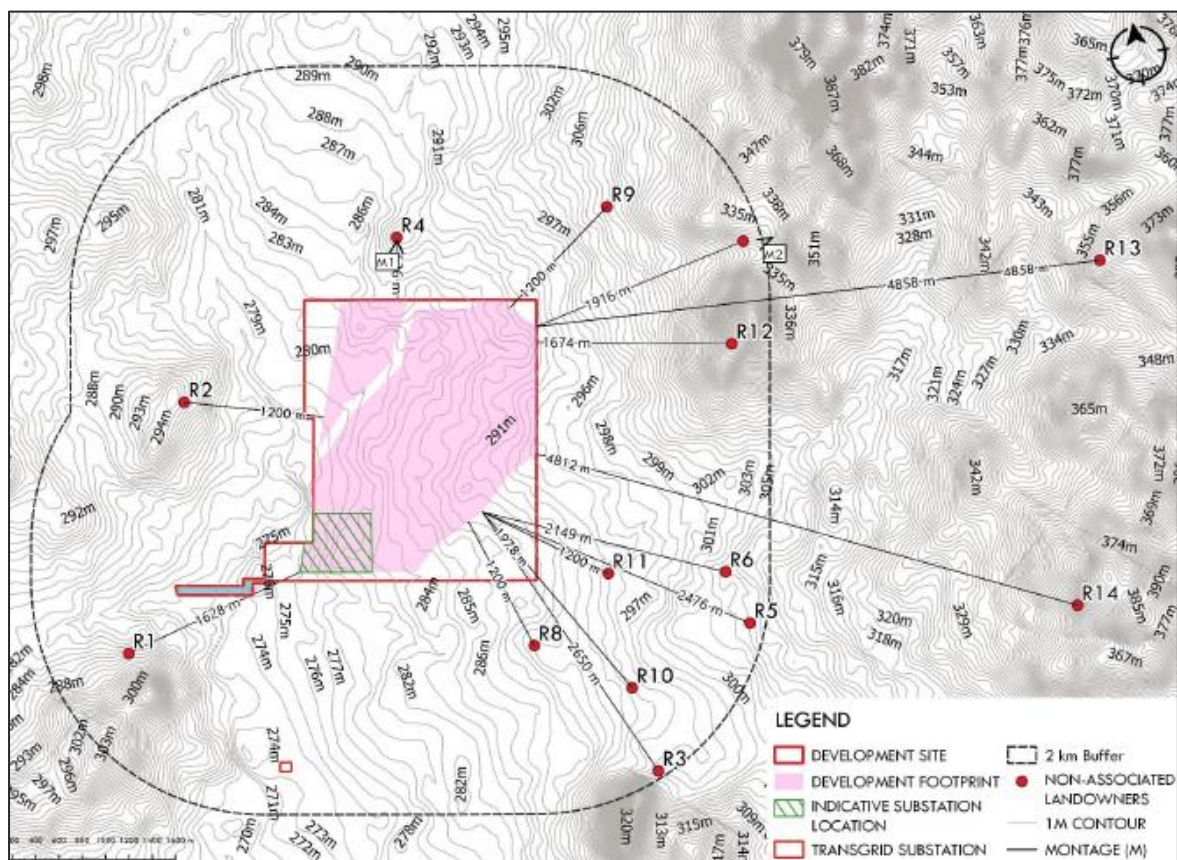 295m
294m
293m
292m
290m
289m
298m
288m
287m
291m
302m
306m
379m
374m
371m
382m
387m
368m
363m
376m
357m
353m
377m
365m
375m
372m
370m
371m
377m
362m
377m
344m
347m
338m
335m
351m
336m
M2
331m
328m
342m
343m
356m
355m
373m
R13
4858 m
4858 m
281m
295m
297m
284m
283m
286m
R4
M1
R9
297m
1200 m
1916 m
1674 m
R12
279m
280m
R2
1200 m
288m
290m
293m
294m
292m
291m
296m
298m
299m
302m
303m
305m
301m
317m
321m
324m
327m
330m
334m
348m
365m
342m
314m
372m
369m
374m
390m
385m
377m
367m
4812 m
R14
2149 m
R6
1200 m
R11
2476 m
R5
315m
316m
320m
318m
329m
1978 m
1200 m
2650 m
R8
R10
R3
297m
300m
275m
275m
274m
276m
277m
282m
284m
285m
286m
1628 m
R1
288m
300m
302m
303m
293m
296m
297m
274m
271m
270m
273m
272m
278m
282m
320m
313m
315m
314m
LEGEND
DEVELOPMENT SITE
2 km Buffer
DEVELOPMENT FOOTPRINT
NON-ASSOCIATED
LANDOWNERS
INDICATIVE SUBSTATION
LOCATION
1M CONTOUR
TRANSGRID SUBSTATION
MONTAGE (M)